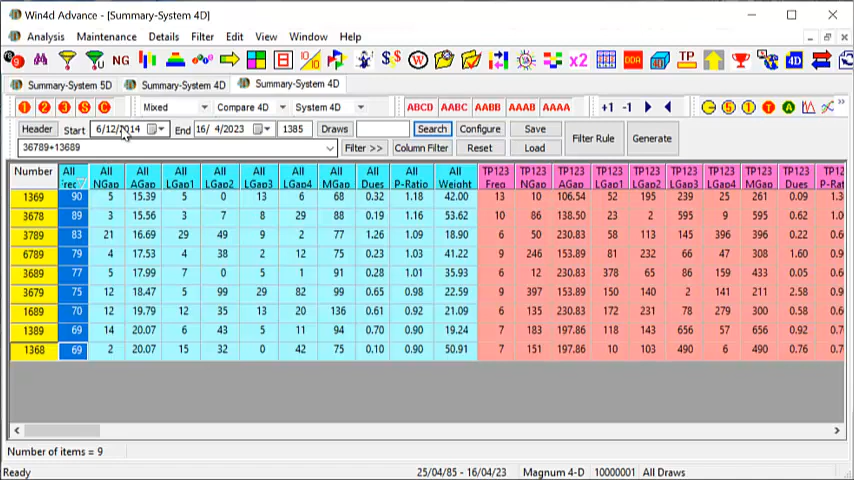 Win4d Advance - [Summary-System 4D]
Analysis Maintenance Details Filter Edit View Window Help
NG 10/10 x2 DDA TP 4D
Summary-System 5D Summary-System 4D Summary-System 4D
1 2 3 S C Mixed Compare 4D System 4D ABCD AABC AABB AAAB AAAA +1 -1
Header Start 6/12/2014 End 16/ 4/2023 1385 Draws Search Configure Save Filter Rule Generate
36789+13689 Filter >> Column Filter Reset Load
Number All Freq All NGap All AGap All LGap1 All LGap2 All LGap3 All LGap4 All MGap All Dues All P-Ratio All Weight TP123 Freq TP123 NGap TP123 AGap TP123 LGap1 TP123 LGap2 TP123 LGap3 TP123 LGap4 TP123 MGap TP123 Dues TP123 P-Rat
1369 90 5 15.39 5 0 13 6 68 0.32 1.18 42.00 13 10 106.54 52 195 239 25 261 0.09 1.3
3678 89 3 15.56 3 7 8 29 88 0.19 1.16 53.62 10 86 138.50 23 2 595 9 595 0.62 1.0
3789 83 21 16.69 29 49 9 2 77 1.26 1.09 18.90 6 50 230.83 58 113 145 396 396 0.22 0.6
6789 79 4 17.53 4 38 2 12 75 0.23 1.03 41.22 9 246 153.89 81 232 66 47 308 1.60 0.9
3689 77 5 17.99 7 0 5 1 91 0.28 1.01 35.93 6 12 230.83 378 65 86 159 433 0.05 0.6
3679 75 12 18.47 5 99 29 82 99 0.65 0.98 22.59 9 397 153.89 150 140 2 141 211 2.58 0.9
1689 70 12 19.79 12 35 13 20 136 0.61 0.92 21.09 6 135 230.83 172 231 78 279 300 0.58 0.6
1389 69 14 20.07 6 43 5 11 94 0.70 0.90 19.24 7 183 197.86 118 143 656 57 656 0.92 0.7
1368 69 2 20.07 15 32 0 42 75 0.10 0.90 50.91 7 151 197.86 10 103 490 6 490 0.76 0.7
Number of items = 9
Ready 25/04/85 - 16/04/23 Magnum 4-D 10000001 All Draws